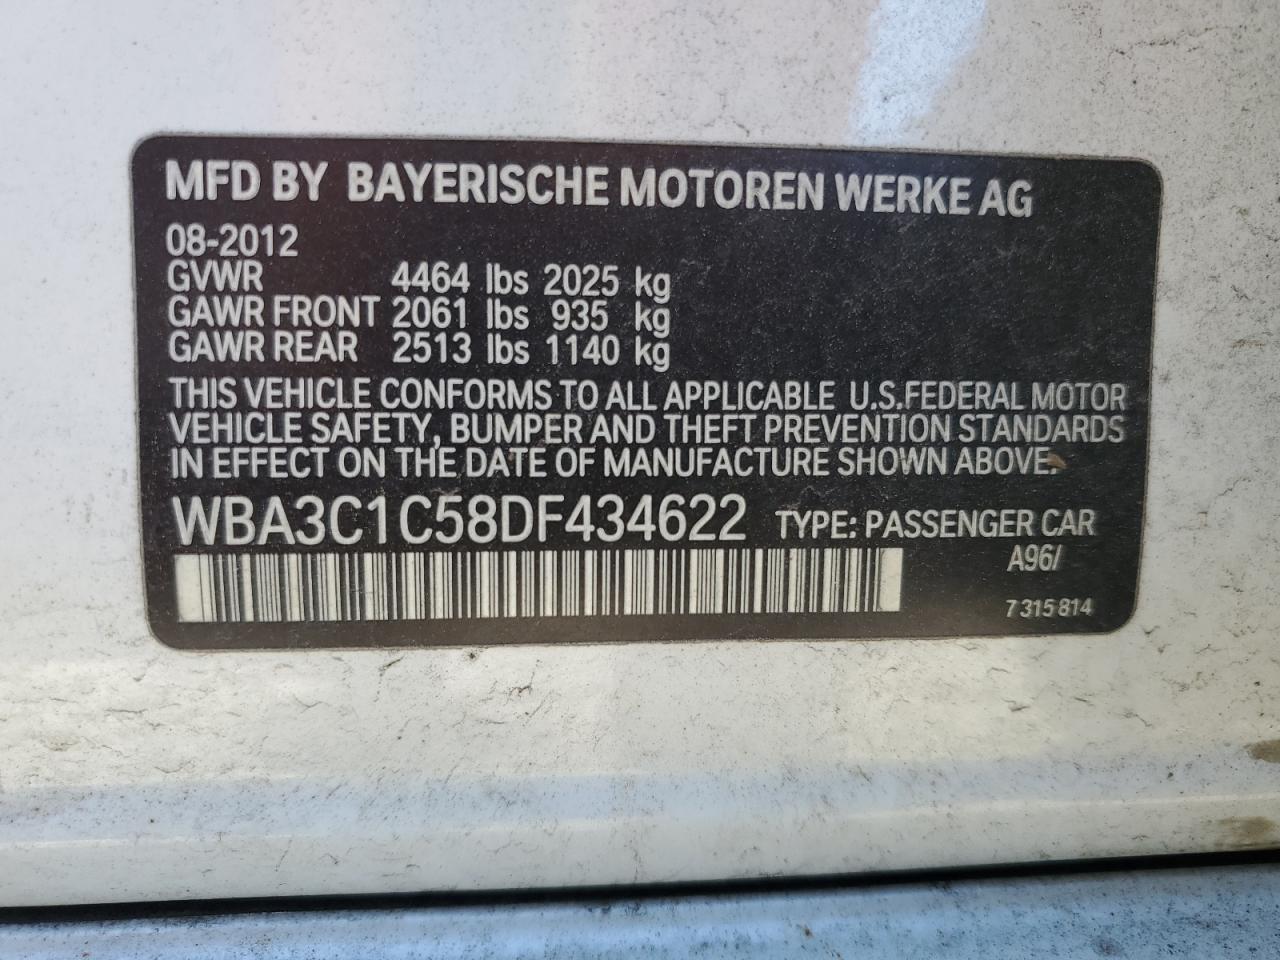 MFD BY BAYERISCHE MOTOREN WERKE AG
08-2012
GVWR 4464 lbs 2025 kg
GAWR FRONT 2061 lbs 935 kg
GAWR REAR 2513 lbs 1140 kg
THIS VEHICLE CONFORMS TO ALL APPLICABLE U.S.FEDERAL MOTOR
VEHICLE SAFETY, BUMPER AND THEFT PREVENTION STANDARDS
IN EFFECT ON THE DATE OF MANUFACTURE SHOWN ABOVE.
WBA3C1C58DF434622 TYPE: PASSENGER CAR
A96/
7 315 814